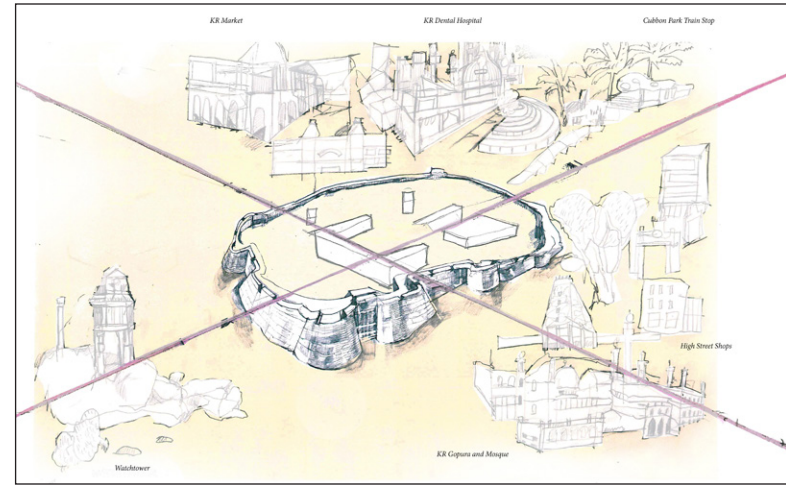 KR Market
KR Dental Hospital
Cubbon Park Train Stop
High Street Shops
KR Gopura and Mosque
Watchtower